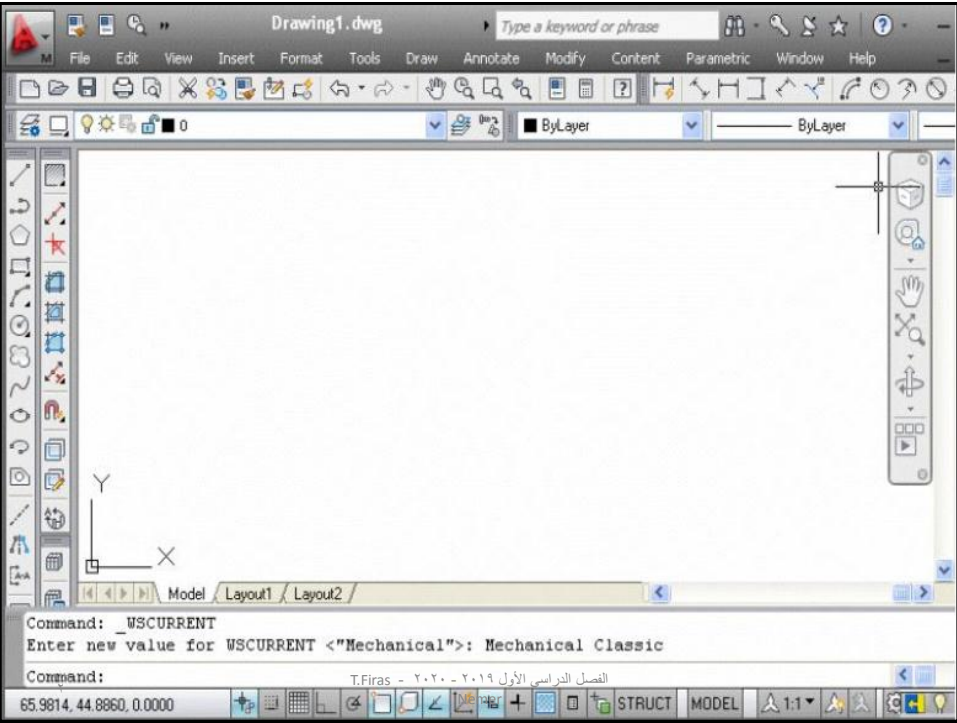 Drawing1.dwg
Type a keyword or phrase
File Edit View Insert Format Tools Draw Annotate Modify Content Parametric Window Help
0
ByLayer
ByLayer
Y
X
Model Layout1 Layout2
Command: _WSCURRENT
Enter new value for WSCURRENT <"Mechanical">: Mechanical Classic
Command:
الفصل الدراسي الأول ٢٠١٩ - ٢٠٢٠ - T.Firas
65.9814, 44.8860, 0.0000 STRUCT MODEL 1:1